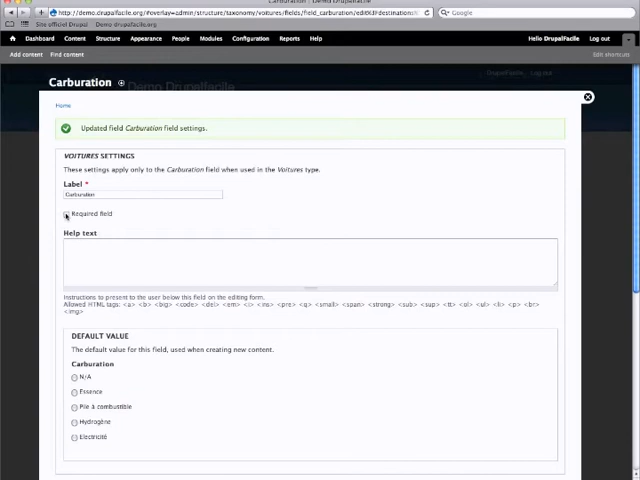 Carburation | Demo Drupalfacile
http://demo.drupalfacile.org/#overlay=admin/structure/taxonomy/voitures/fields/field_carburation/edit%3Fdestination
Google
Site officiel Drupal Demo drupalfacile.org
Dashboard Content Structure Appearance People Modules Configuration Reports Help Hello DrupalFacile Log out
Add content Find content Edit shortcuts
DrupalFacile Log out
Carburation
Demo Drupalfacile
Home
Updated field Carburation field settings.
VOITURES SETTINGS
These settings apply only to the Carburation field when used in the Voitures type.
Label *
Carburation
Required field
Help text
Instructions to present to the user below this field on the editing form.
Allowed HTML tags: <a> <b> <big> <code> <del> <em> <i> <ins> <pre> <q> <small> <span> <strong> <sub> <sup> <tt> <ol> <ul> <li> <p> <br>
<img>
DEFAULT VALUE
The default value for this field, used when creating new content.
Carburation
N/A
Essence
Pile à combustible
Hydrogène
Electricité